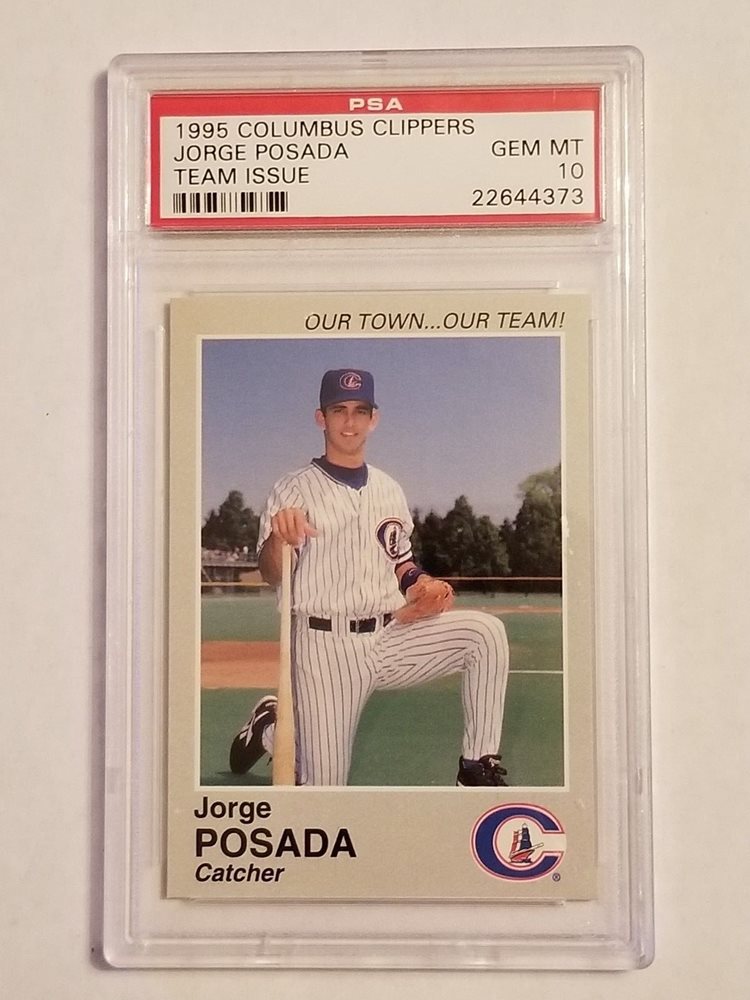 PSA
1995 COLUMBUS CLIPPERS
JORGE POSADA GEM MT
TEAM ISSUE 10
22644373
OUR TOWN...OUR TEAM!
C
C
Jorge
POSADA
Catcher
C
®